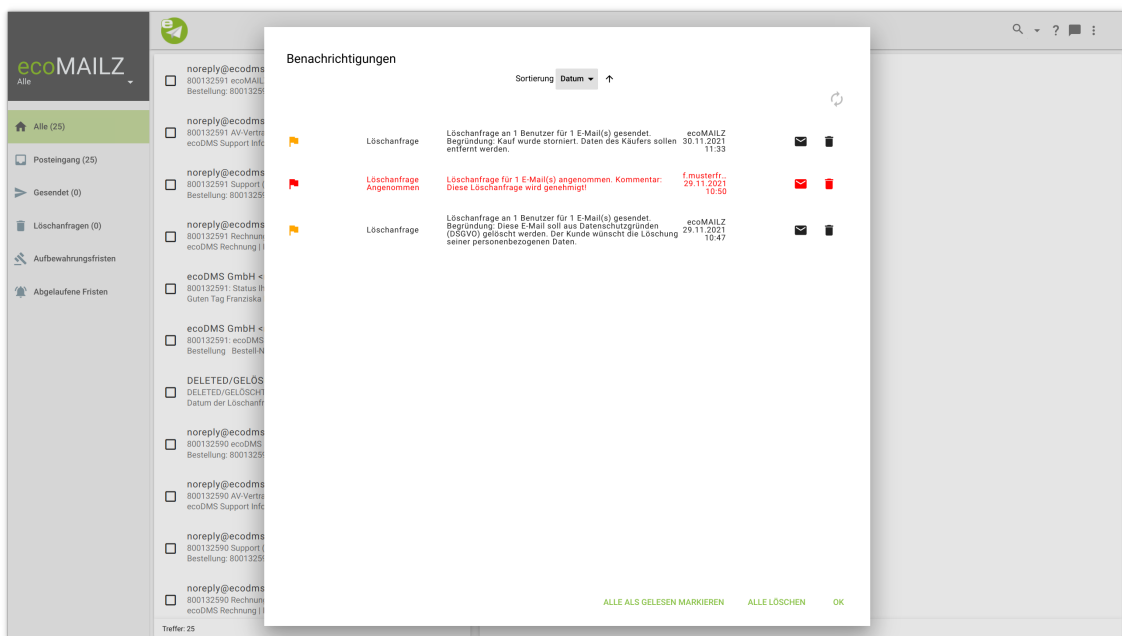 ecoMAILZ
Alle
Alle (25)
Posteingang (25)
Gesendet (0)
Löschanfragen (0)
Aufbewahrungsfristen
Abgelaufene Fristen
noreply@ecodms
800132591 ecoMAIL
Bestellung: 8001325
noreply@ecodms
800132591 AV-Vertra
ecoDMS Support Info
noreply@ecodms
800132591 Support (
Bestellung: 8001325
noreply@ecodms
800132591 Rechnun
ecoDMS Rechnung |
ecoDMS GmbH <
800132591: Status Ih
Guten Tag Franziska
ecoDMS GmbH <
800132591: ecoDMS
Bestellung Bestell-N
DELETED/GELÖS
DELETED/GELÖSCHT
Datum der Löschanfr
noreply@ecodms
800132590 ecoDMS
Bestellung: 8001325
noreply@ecodms
800132590 AV-Vertra
ecoDMS Support Info
noreply@ecodms
800132590 Support (
Bestellung: 8001325
noreply@ecodms
800132590 Rechnun
ecoDMS Rechnung |
Treffer: 25
Benachrichtigungen
Sortierung Datum
Löschanfrage
Löschanfrage an 1 Benutzer für 1 E-Mail(s) gesendet.
Begründung: Kauf wurde storniert. Daten des Käufers sollen
entfernt werden.
ecoMAILZ
30.11.2021
11:33
Löschanfrage
Angenommen
Löschanfrage für 1 E-Mail(s) angenommen. Kommentar:
Diese Löschanfrage wird genehmigt!
f.musterfr...
29.11.2021
10:50
Löschanfrage
Löschanfrage an 1 Benutzer für 1 E-Mail(s) gesendet.
Begründung: Diese E-Mail soll aus Datenschutzgründen
(DSGVO) gelöscht werden. Der Kunde wünscht die Löschung
seiner personenbezogenen Daten.
ecoMAILZ
29.11.2021
10:47
ALLE ALS GELESEN MARKIEREN
ALLE LÖSCHEN
OK